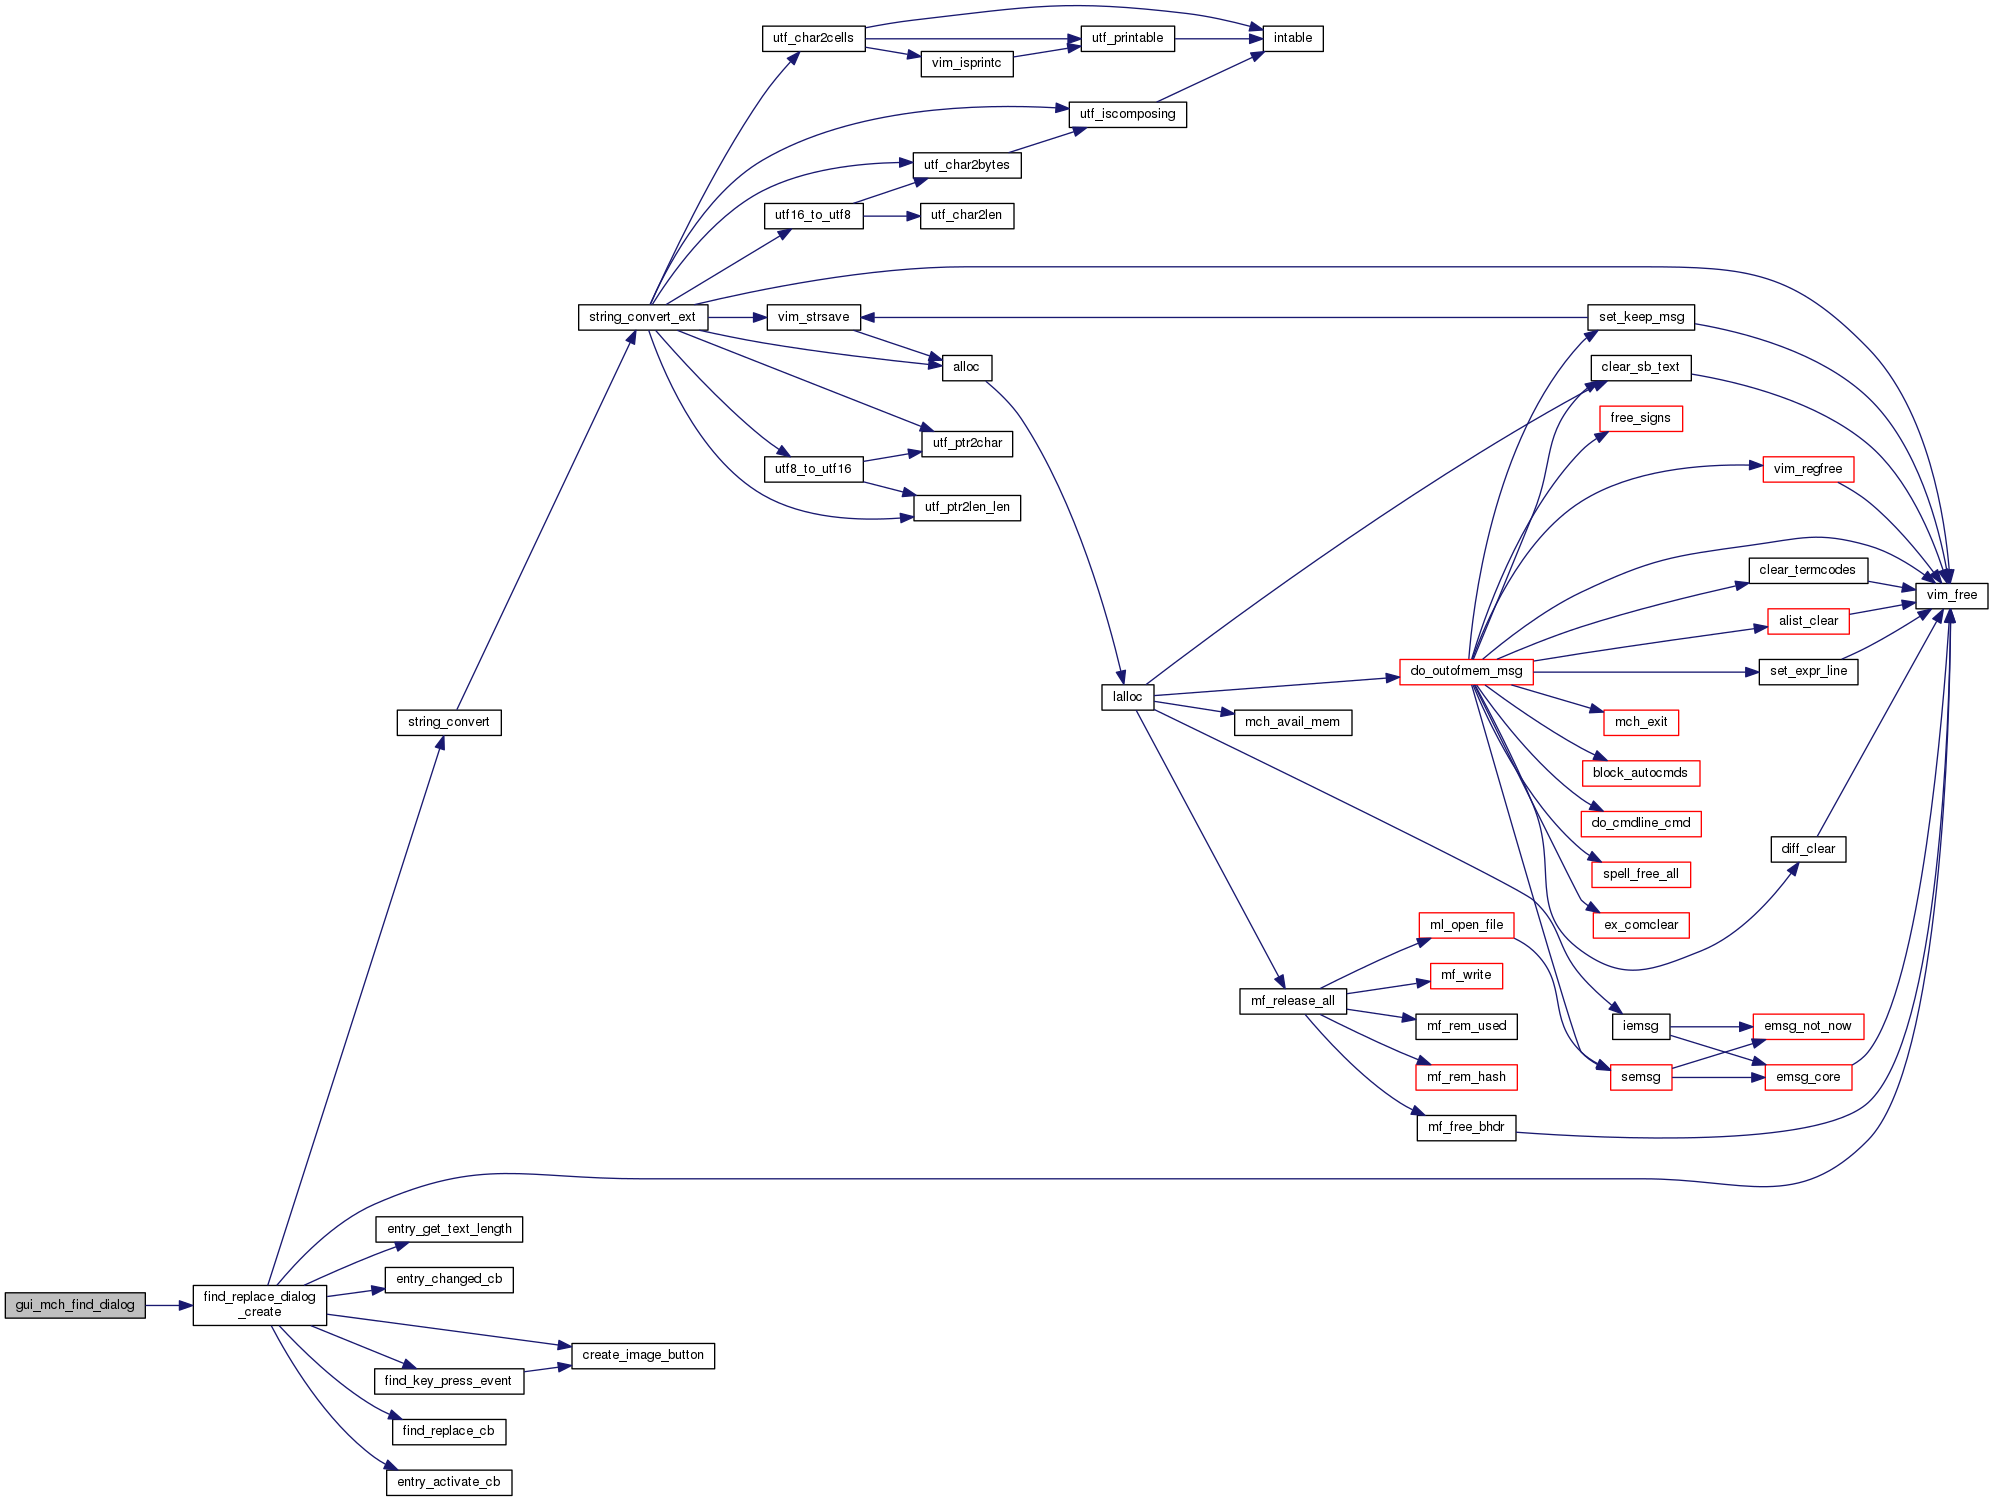 utf_char2cells
utf_printable
intable
vim_isprintc
utf_iscomposing
utf_char2bytes
utf16_to_utf8
utf_char2len
string_convert_ext
vim_strsave
set_keep_msg
alloc
clear_sb_text
free_signs
utf_ptr2char
utf8_to_utf16
vim_regfree
utf_ptr2len_len
clear_termcodes
vim_free
alist_clear
do_outofmem_msg
set_expr_line
lalloc
string_convert
mch_avail_mem
mch_exit
block_autocmds
do_cmdline_cmd
diff_clear
spell_free_all
ml_open_file
ex_comclear
mf_write
mf_release_all
mf_rem_used
iemsg
emsg_not_now
mf_rem_hash
semsg
emsg_core
mf_free_bhdr
entry_get_text_length
entry_changed_cb
gui_mch_find_dialog
find_replace_dialog
_create
create_image_button
find_key_press_event
find_replace_cb
entry_activate_cb